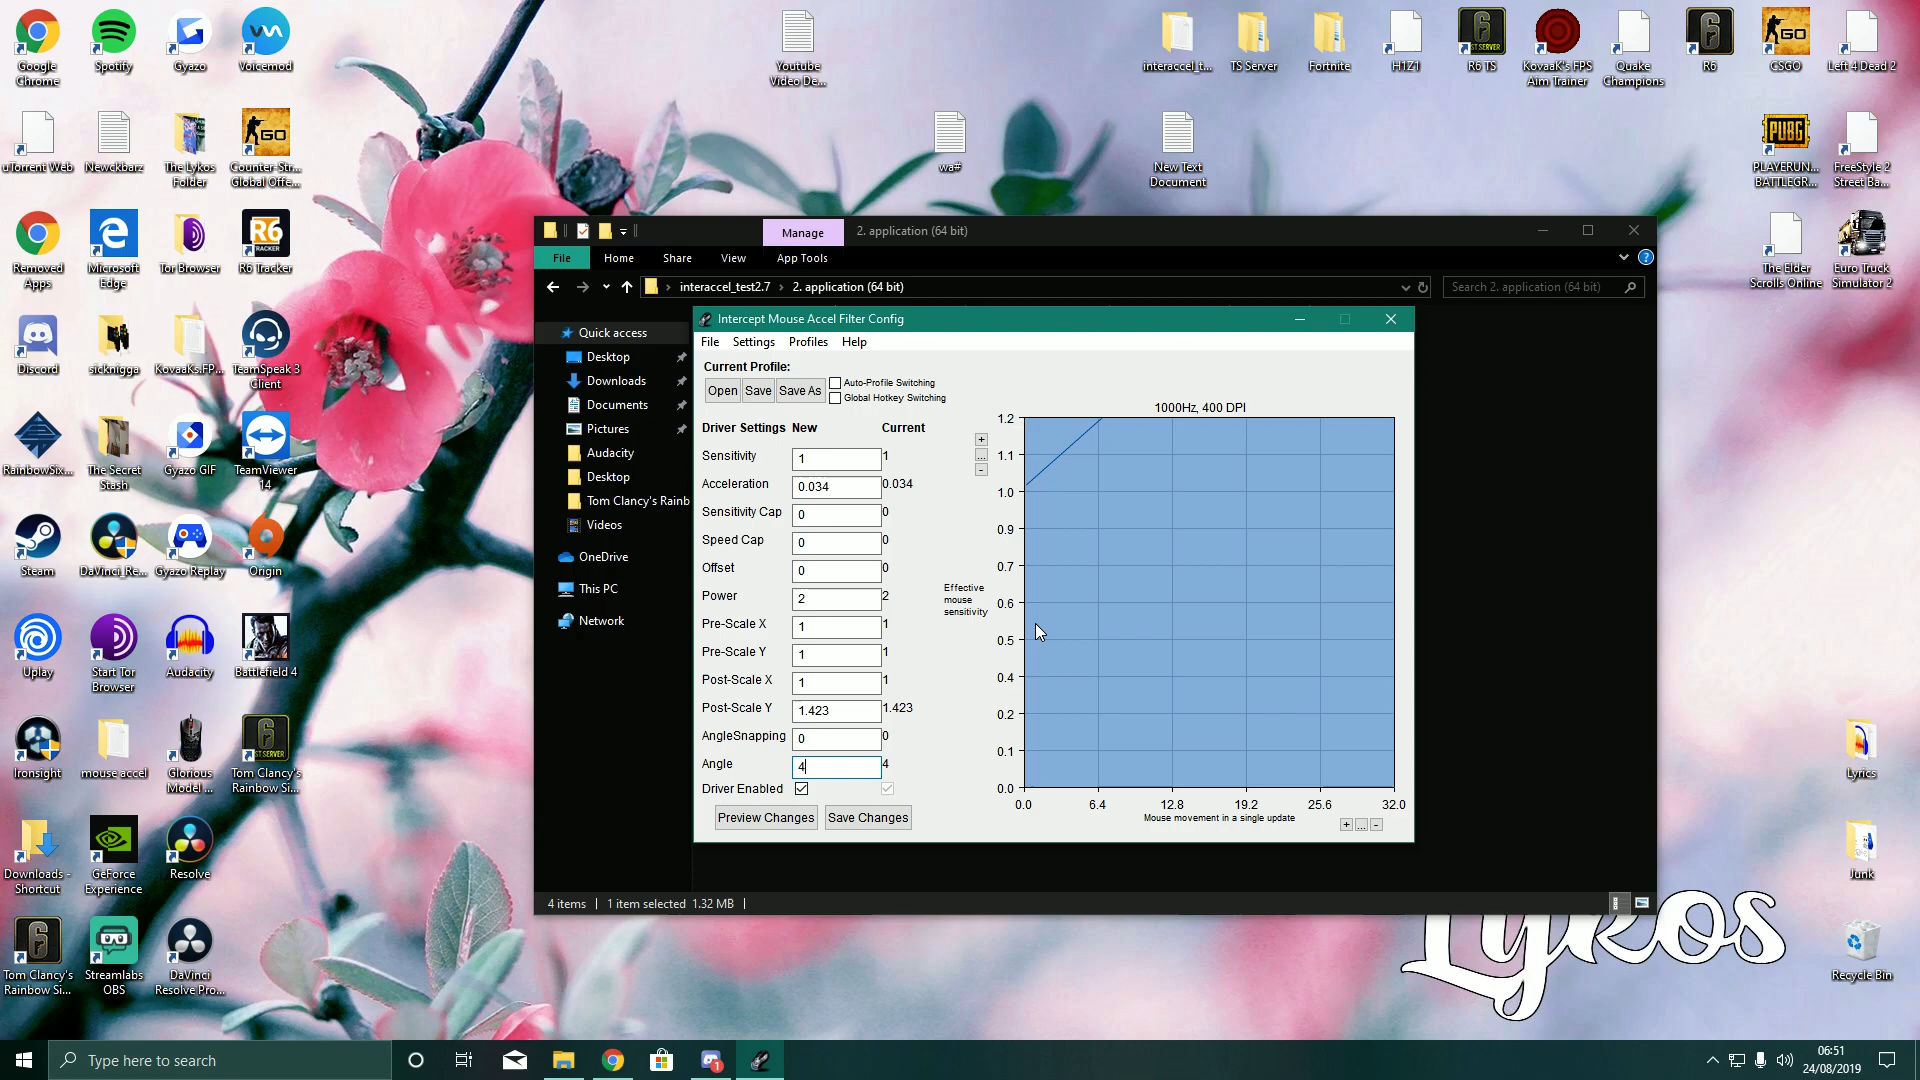 Google
Chrome
Spotify
Gyazo
Voicemod
Youtube
Video De...
interaccel_t...
TS Server
Fortnite
H1Z1
R6 TS
KovaaK's FPS
Aim Trainer
Quake
Champions
R6
CSGO
Left 4 Dead 2
uTorrent Web
Newckbarz
The Lykos
Folder
Counter-Str...
Global Offe...
wa#
New Text
Document
PLAYERUN...
BATTLEGR...
FreeStyle 2
Street Ba...
Removed
Apps
Microsoft
Edge
Tor Browser
R6 Tracker
The Elder
Scrolls Online
Euro Truck
Simulator 2
Discord
sicknigga
KovaaKs.FP...
TeamSpeak 3
Client
RainbowSix...
The Secret
Stash
Gyazo GIF
TeamViewer
14
Steam
DaVinci_Re...
Gyazo Replay
Origin
Uplay
Start Tor
Browser
Audacity
Battlefield 4
Ironsight
mouse accel
Glorious
Model ...
Tom Clancy's
Rainbow Si...
Downloads -
Shortcut
GeForce
Experience
Resolve
Tom Clancy's
Rainbow Si...
Streamlabs
OBS
DaVinci
Resolve Pro...
Lyrics
Junk
Recycle Bin
Lykos
Manage
2. application (64 bit)
File Home Share View App Tools
interaccel_test2.7 > 2. application (64 bit)
Search 2. application (64 bit)
Quick access
Desktop
Downloads
Documents
Pictures
Audacity
Desktop
Tom Clancy's Rainb
Videos
OneDrive
This PC
Network
4 items 1 item selected 1.32 MB
Intercept Mouse Accel Filter Config
File Settings Profiles Help
Current Profile:
Open Save Save As
Auto-Profile Switching
Global Hotkey Switching
Driver Settings New Current
Sensitivity 1 1
Acceleration 0.034 0.034
Sensitivity Cap 0 0
Speed Cap 0 0
Offset 0 0
Power 2 2
Pre-Scale X 1 1
Pre-Scale Y 1 1
Post-Scale X 1 1
Post-Scale Y 1.423 1.423
AngleSnapping 0 0
Angle 4 4
Driver Enabled
Preview Changes Save Changes
+
...
-
Effective
mouse
sensitivity
1000Hz, 400 DPI
1.2
1.1
1.0
0.9
0.7
0.6
0.5
0.4
0.2
0.1
0.0
0.0 6.4 12.8 19.2 25.6 32.0
Mouse movement in a single update
+ ... -
Type here to search
06:51
24/08/2019